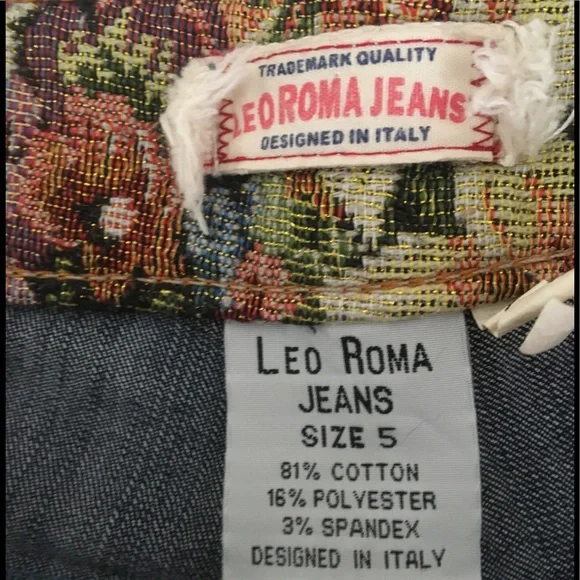 TRADEMARK QUALITY
LEOROMA JEANS
DESIGNED IN ITALY
LEO ROMA
JEANS
SIZE 5
81% COTTON
16% POLYESTER
3% SPANDEX
DESIGNED IN ITALY